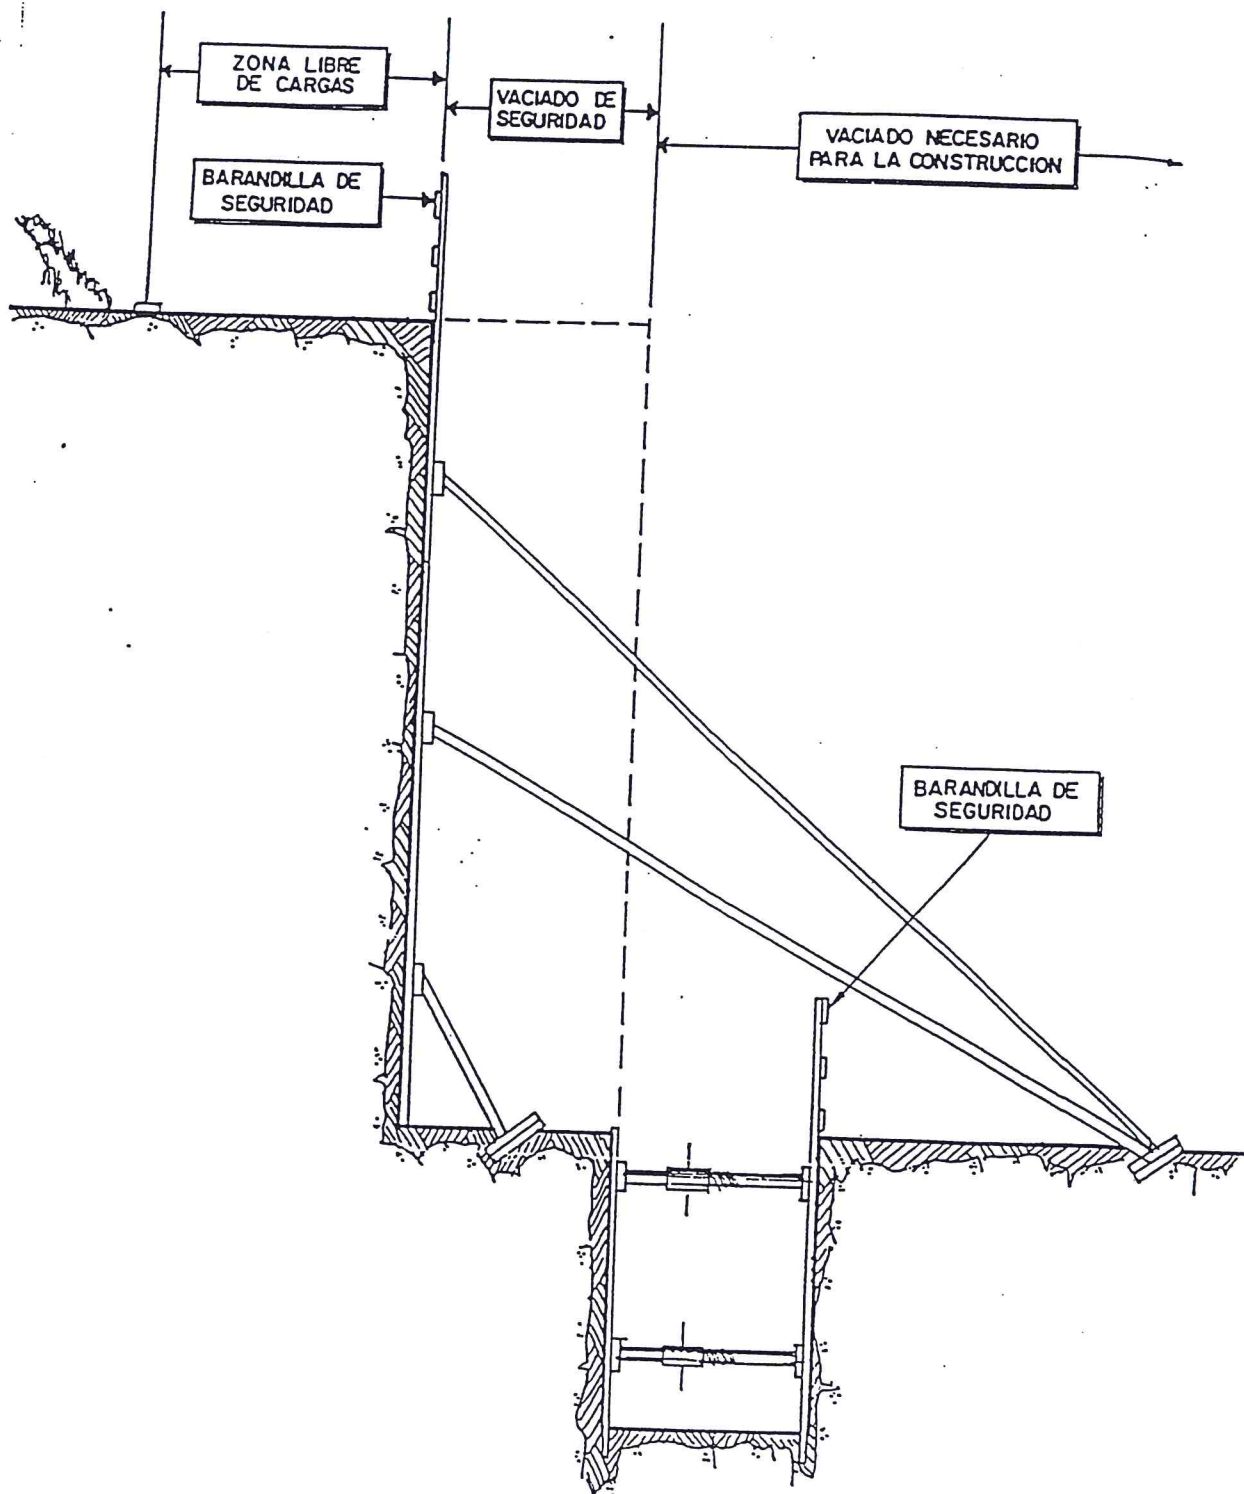 ZONA LIBRE
DE CARGAS
VACIADO DE
SEGURIDAD
VACIADO NECESARIO
PARA LA CONSTRUCCION
BARANDILLA DE
SEGURIDAD
BARANDILLA DE
SEGURIDAD